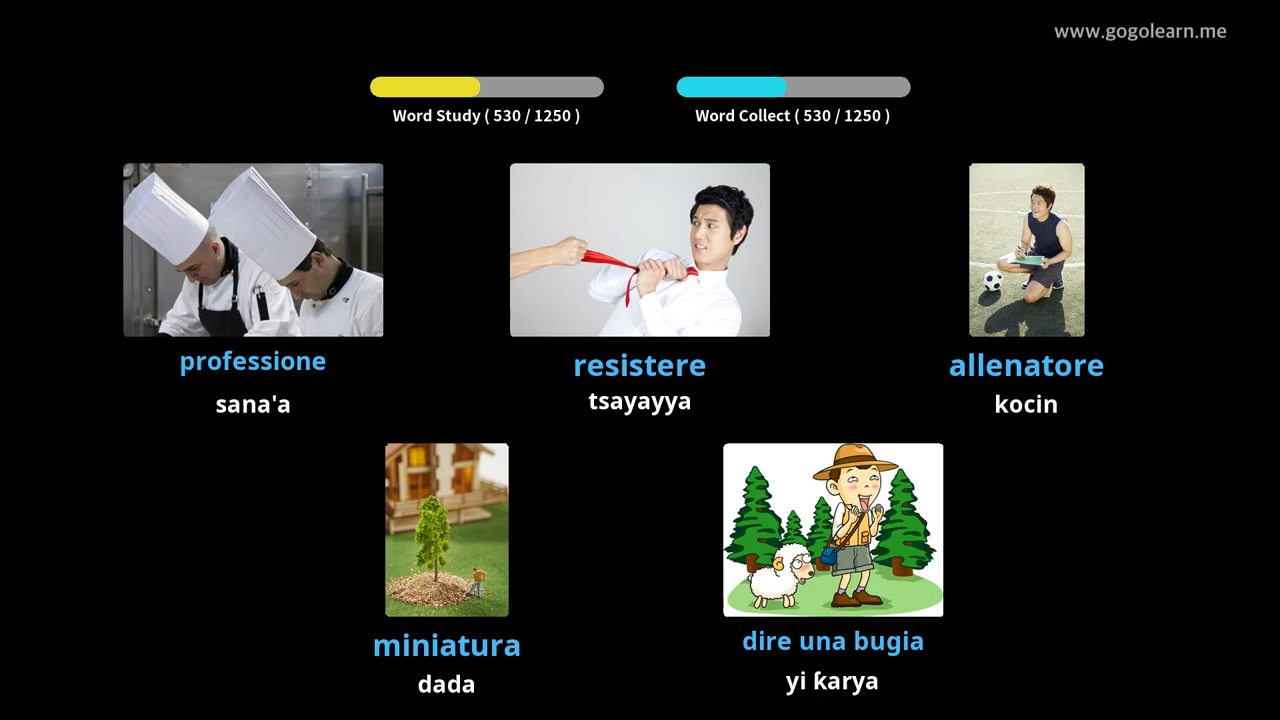 www.gogolearn.me
Word Study ( 530 / 1250 )
Word Collect ( 530 / 1250 )
professione
sana'a
resistere
tsayayya
allenatore
kocin
miniatura
dada
dire una bugia
yi ƙarya